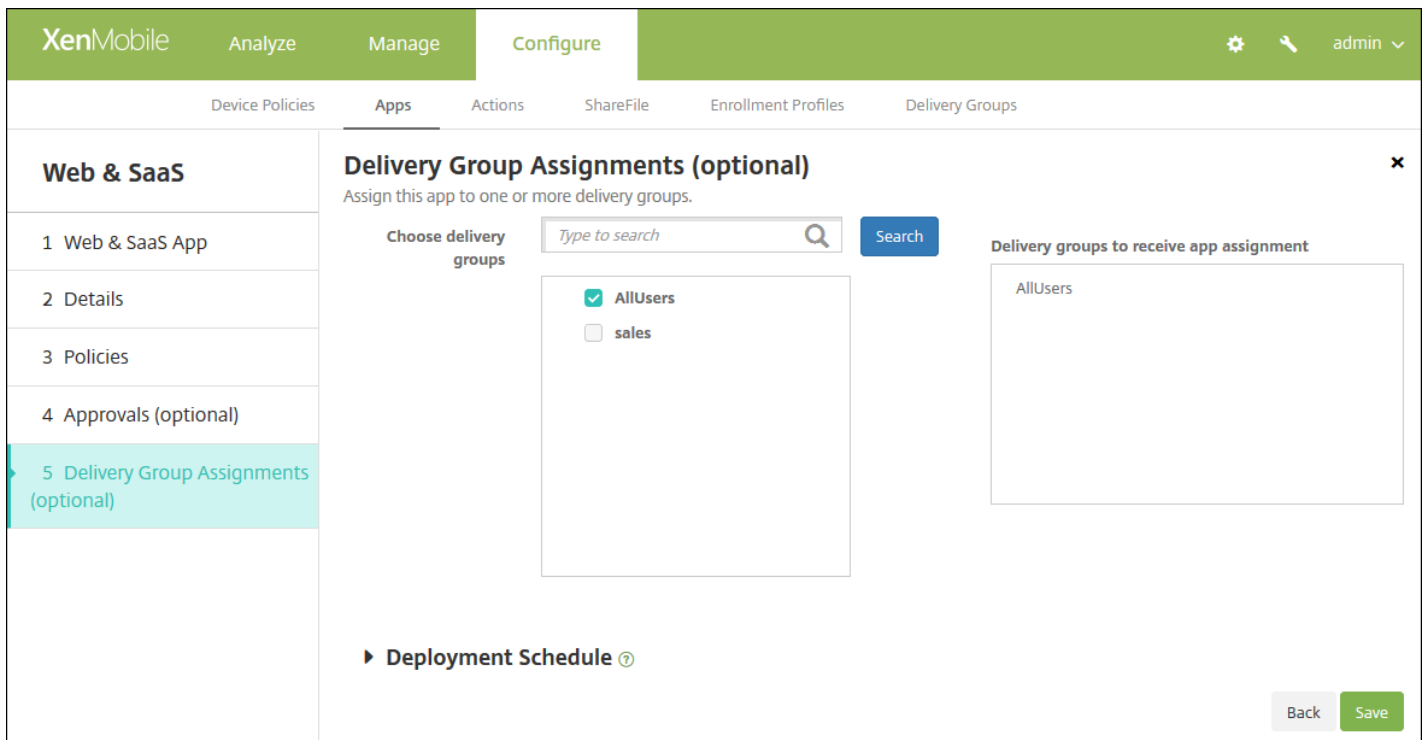 XenMobile Analyze Manage Configure admin
Device Policies Apps Actions ShareFile Enrollment Profiles Delivery Groups
Web & SaaS
1 Web & SaaS App
2 Details
3 Policies
4 Approvals (optional)
5 Delivery Group Assignments
(optional)
Delivery Group Assignments (optional)
Assign this app to one or more delivery groups.
Choose delivery
groups
Type to search
Search
AllUsers
sales
Delivery groups to receive app assignment
AllUsers
Deployment Schedule ?
Back Save